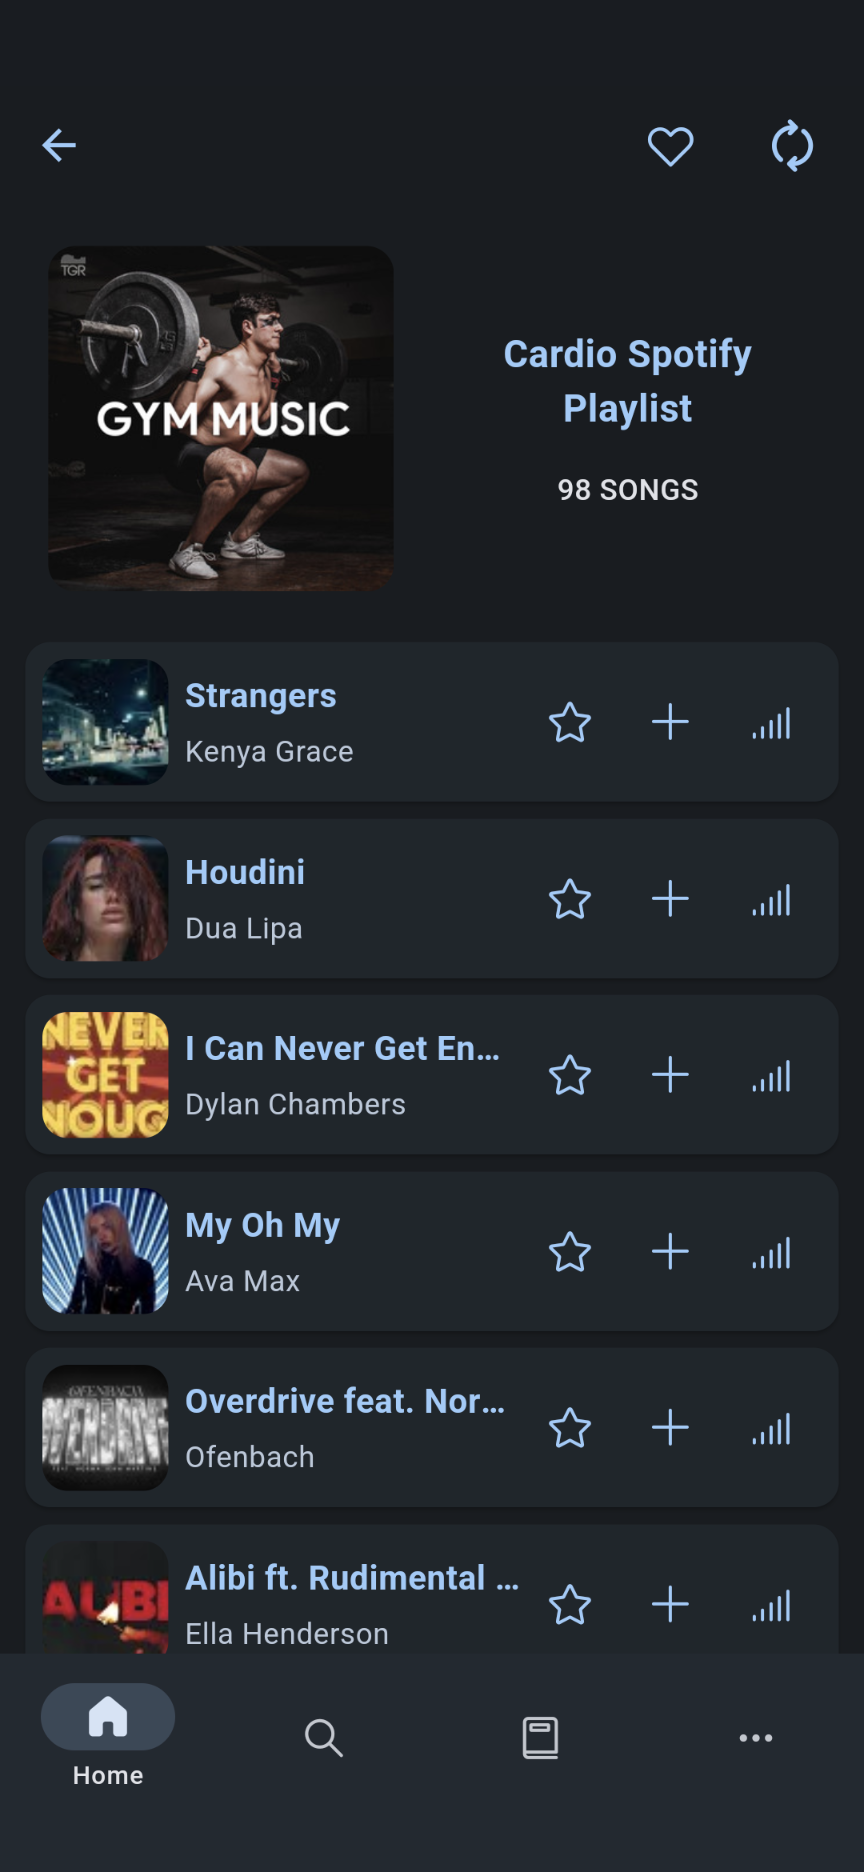 TGR
GYM MUSIC
Cardio Spotify
Playlist
98 SONGS
Strangers
Kenya Grace
Houdini
Dua Lipa
NEVER
GET
NOUG
I Can Never Get En...
Dylan Chambers
My Oh My
Ava Max
OFENBACH
OVERDRIVE
Overdrive feat. Nor...
Ofenbach
ALIBI
Alibi ft. Rudimental ...
Ella Henderson
Home